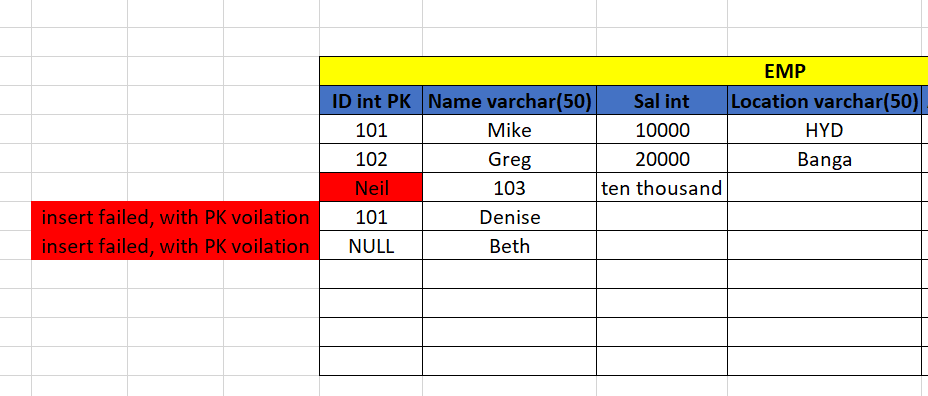 EMP
ID int PK Name varchar(50) Sal int Location varchar(50)
101 Mike 10000 HYD
102 Greg 20000 Banga
Neil 103 ten thousand
insert failed, with PK voilation 101 Denise
insert failed, with PK voilation NULL Beth